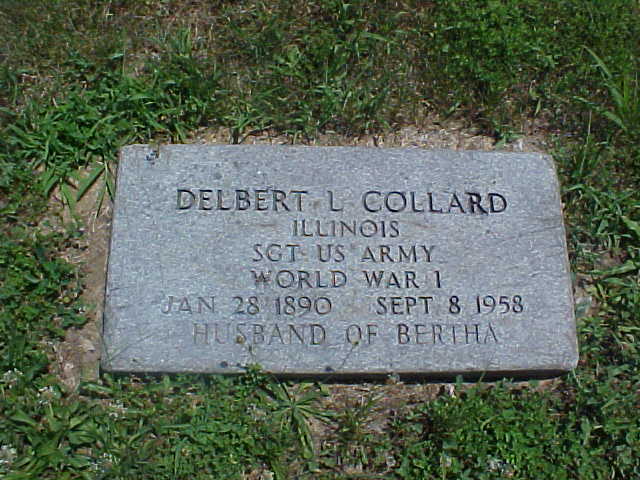 DELBERT L COLLARD
ILLINOIS
SGT US ARMY
WORLD WAR I
JAN 28 1890 SEPT 8 1958
HUSBAND OF BERTHA